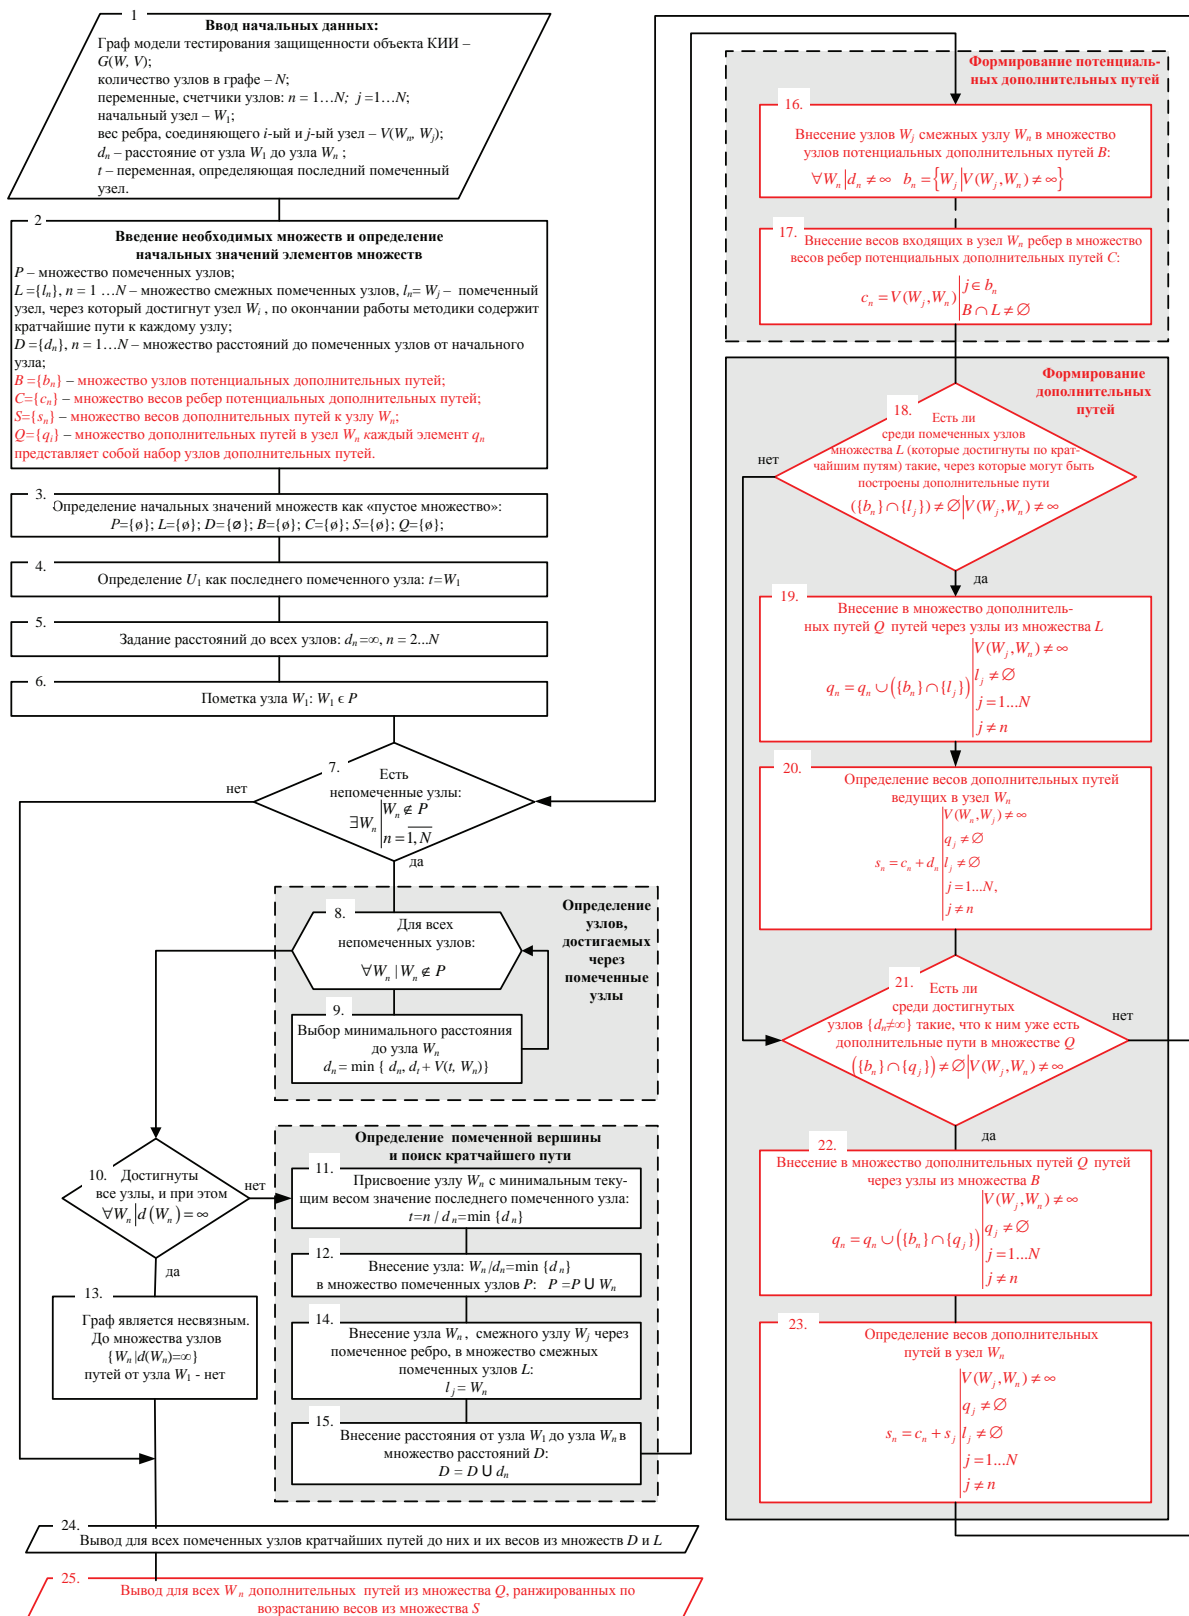 1
Ввод начальных данных:
Граф модели тестирования защищенности объекта КИИ –
G(W, V);
количество узлов в графе – N;
переменные, счетчики узлов: n = 1…N; j =1…N;
начальный узел – W₁;
вес ребра, соединяющего i-ый и j-ый узел – V(Wₙ, Wⱼ);
dₙ – расстояние от узла W₁ до узла Wₙ ;
t – переменная, определяющая последний помеченный
узел.
2
Введение необходимых множеств и определение
начальных значений элементов множеств
P – множество помеченных узлов;
L ={lₙ}, n = 1 …N – множество смежных помеченных узлов, lₙ= Wⱼ – помеченный
узел, через который достигнут узел Wᵢ , по окончании работы методики содержит
кратчайшие пути к каждому узлу;
D ={dₙ}, n = 1…N – множество расстояний до помеченных узлов от начального
узла;
B ={bₙ} – множество узлов потенциальных дополнительных путей;
C={cₙ} – множество весов ребер потенциальных дополнительных путей;
S={sₙ} – множество весов дополнительных путей к узлу Wₙ;
Q={qᵢ} – множество дополнительных путей в узел Wₙ каждый элемент qₙ
представляет собой набор узлов дополнительных путей.
3.
Определение начальных значений множеств как «пустое множество»:
P={ø}; L={ø}; D={ø}; B={ø}; C={ø}; S={ø}; Q={ø};
4.
Определение U₁ как последнего помеченного узла: t=W₁
5.
Задание расстояний до всех узлов: dₙ=∞, n = 2...N
6.
Пометка узла W₁: W₁ ϵ P
7.
Есть
непомеченные узлы:
∃Wₙ | Wₙ ∉ P
n = 1, N
нет
да
8.
Для всех
непомеченных узлов:
∀Wₙ | Wₙ ∉ P
Определение
узлов,
достигаемых
через
помеченные
узлы
9.
Выбор минимального расстояния
до узла Wₙ
dₙ = min { dₙ, dₜ + V(t, Wₙ)}
10.
Достигнуты
все узлы, и при этом
∀Wₙ | d(Wₙ) = ∞
нет
да
Определение помеченной вершины
и поиск кратчайшего пути
11.
Присвоение узлу Wₙ с минимальным теку-
щим весом значение последнего помеченного узла:
t=n / dₙ=min {dₙ}
12.
Внесение узла: Wₙ/dₙ=min {dₙ}
в множество помеченных узлов P: P =P U Wₙ
13.
Граф является несвязным.
До множества узлов
{Wₙ|d(Wₙ)=∞}
путей от узла W₁ - нет
14.
Внесение узла Wₙ , смежного узлу Wⱼ через
помеченное ребро, в множество смежных
помеченных узлов L:
lⱼ = Wₙ
15.
Внесение расстояния от узла W₁ до узла Wₙ в
множество расстояний D:
D = D U dₙ
Формирование потенциаль-
ных дополнительных путей
16.
Внесение узлов Wⱼ смежных узлу Wₙ в множество
узлов потенциальных дополнительных путей B:
∀Wₙ | dₙ ≠ ∞ bₙ = {Wⱼ | V(Wⱼ, Wₙ) ≠ ∞}
17.
Внесение весов входящих в узел Wₙ ребер в множество
весов ребер потенциальных дополнительных путей C:
cₙ = V(Wⱼ, Wₙ) | j ∈ bₙ
B ∩ L ≠ ∅
Формирование
дополнительных
путей
18.
Есть ли
среди помеченных узлов
множества L (которые достигнуты по крат-
чайшим путям) такие, через которые могут быть
построены дополнительные пути
({bₙ} ∩ {lⱼ}) ≠ ∅ | V(Wⱼ, Wₙ) ≠ ∞
нет
да
19.
Внесение в множество дополнитель-
ных путей Q путей через узлы из множества L
qₙ = qₙ ∪ ({bₙ} ∩ {lⱼ}) | V(Wⱼ, Wₙ) ≠ ∞
lⱼ ≠ ∅
j = 1...N
j ≠ n
20.
Определение весов дополнительных путей
ведущих в узел Wₙ
sₙ = cₙ + dₙ | V(Wₙ, Wⱼ) ≠ ∞
qⱼ ≠ ∅
lⱼ ≠ ∅
j = 1...N,
j ≠ n
21.
Есть ли
среди достигнутых
узлов {dₙ≠∞} такие, что к ним уже есть
дополнительные пути в множестве Q
({bₙ} ∩ {qⱼ}) ≠ ∅ | V(Wⱼ, Wₙ) ≠ ∞
нет
да
22.
Внесение в множество дополнительных путей Q путей
через узлы из множества B
qₙ = qₙ ∪ ({bₙ} ∩ {qⱼ}) | V(Wⱼ, Wₙ) ≠ ∞
qⱼ ≠ ∅
j = 1...N
j ≠ n
23.
Определение весов дополнительных
путей в узел Wₙ
sₙ = cₙ + sⱼ | V(Wⱼ, Wₙ) ≠ ∞
qⱼ ≠ ∅
lⱼ ≠ ∅
j = 1...N
j ≠ n
24.
Вывод для всех помеченных узлов кратчайших путей до них и их весов из множеств D и L
25.
Вывод для всех Wₙ дополнительных путей из множества Q, ранжированных по
возрастанию весов из множества S